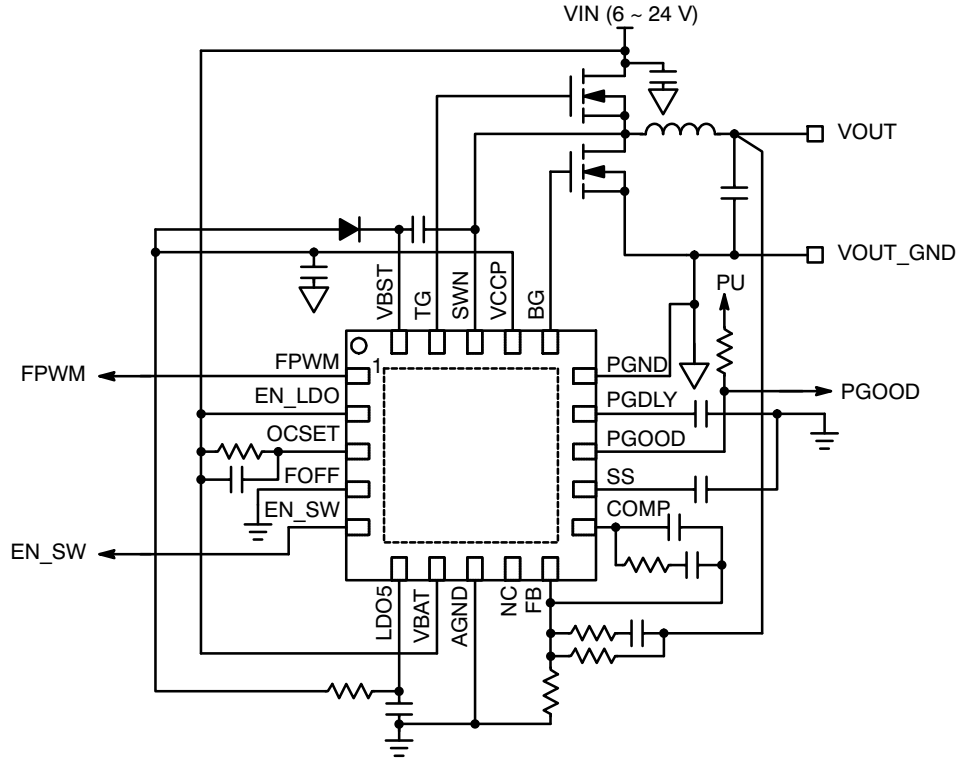 VIN (6 ~ 24 V)
VOUT
VOUT_GND
PU
PGOOD
VBST
TG
SWN
VCCP
BG
1
FPWM
FPWM
EN_LDO
OCSET
FOFF
EN_SW
EN_SW
PGND
PGDLY
PGOOD
SS
COMP
LDO5
VBAT
AGND
NC
FB